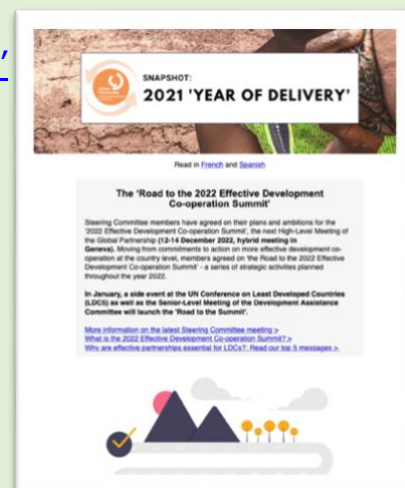 ,
SNAPSHOT:
2021 'YEAR OF DELIVERY'
Read in French and Spanish
The 'Road to the 2022 Effective Development
Co-operation Summit'
Steering Committee members have agreed on their plans and ambitions for the
'2022 Effective Development Co-operation Summit', the next High-Level Meeting of
the Global Partnership (12-14 December 2022, hybrid meeting in
Geneva). Moving from commitments to action on more effective development co-
operation at the country level, members agreed on 'the Road to the 2022 Effective
Development Co-operation Summit' - a series of strategic activities planned
throughout the year 2022.
In January, a side event at the UN Conference on Least Developed Countries
(LDC5) as well as the Senior-Level Meeting of the Development Assistance
Committee will launch the 'Road to the Summit'.
More information on the latest Steering Committee meeting >
What is the 2022 Effective Development Co-operation Summit? >
Why are effective partnerships essential for LDCs?: Read our top 5 messages >